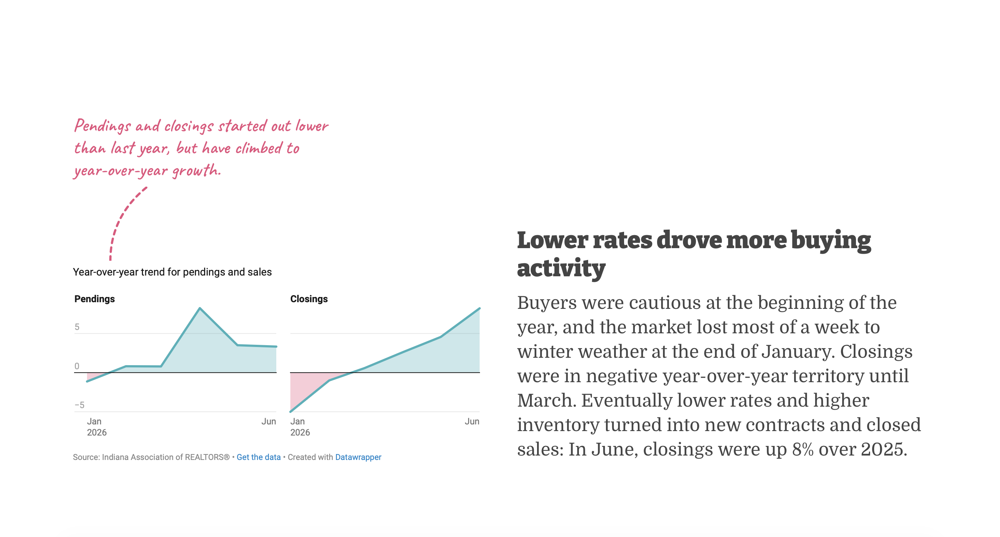 Pendings and closings started out lower
than last year, but have climbed to
year-over-year growth.
Year-over-year trend for pendings and sales
Pendings
5
0
−5
Jan
2026
Jun
Closings
Jan
2026
Jun
Source: Indiana Association of REALTORS® • Get the data • Created with Datawrapper
Lower rates drove more buying
activity
Buyers were cautious at the beginning of the
year, and the market lost most of a week to
winter weather at the end of January. Closings
were in negative year-over-year territory until
March. Eventually lower rates and higher
inventory turned into new contracts and closed
sales: In June, closings were up 8% over 2025.